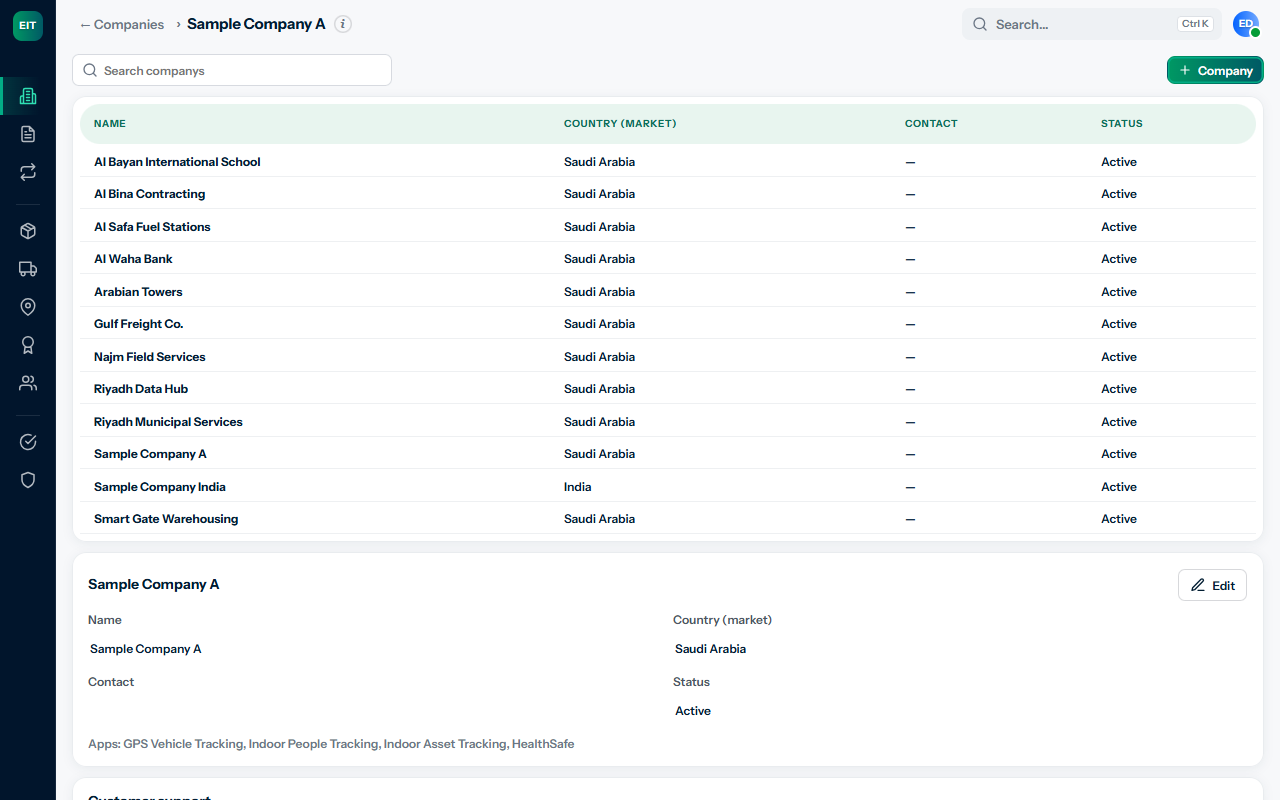 EIT
← Companies › Sample Company A i
Search... Ctrl K ED
Search companys
+ Company
NAME COUNTRY (MARKET) CONTACT STATUS
Al Bayan International School Saudi Arabia — Active
Al Bina Contracting Saudi Arabia — Active
Al Safa Fuel Stations Saudi Arabia — Active
Al Waha Bank Saudi Arabia — Active
Arabian Towers Saudi Arabia — Active
Gulf Freight Co. Saudi Arabia — Active
Najm Field Services Saudi Arabia — Active
Riyadh Data Hub Saudi Arabia — Active
Riyadh Municipal Services Saudi Arabia — Active
Sample Company A Saudi Arabia — Active
Sample Company India India — Active
Smart Gate Warehousing Saudi Arabia — Active
Sample Company A
Edit
Name Country (market)
Sample Company A Saudi Arabia
Contact Status
Active
Apps: GPS Vehicle Tracking, Indoor People Tracking, Indoor Asset Tracking, HealthSafe
Customer support